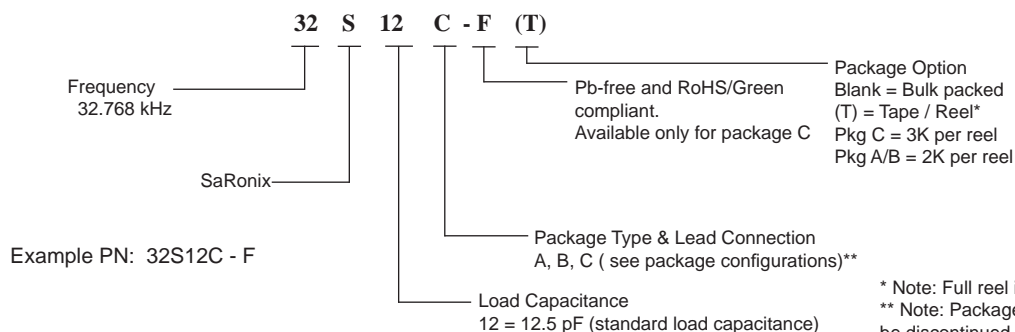 32 S 12 C - F (T)
Frequency
32.768 kHz
SaRonix
Example PN: 32S12C - F
Pb-free and RoHS/Green
compliant.
Available only for package C
Package Option
Blank = Bulk packed
(T) = Tape / Reel*
Pkg C = 3K per reel
Pkg A/B = 2K per reel
Package Type & Lead Connection
A, B, C ( see package configurations)**
Load Capacitance
12 = 12.5 pF (standard load capacitance)
* Note: Full reel
** Note: Package
be discontinued